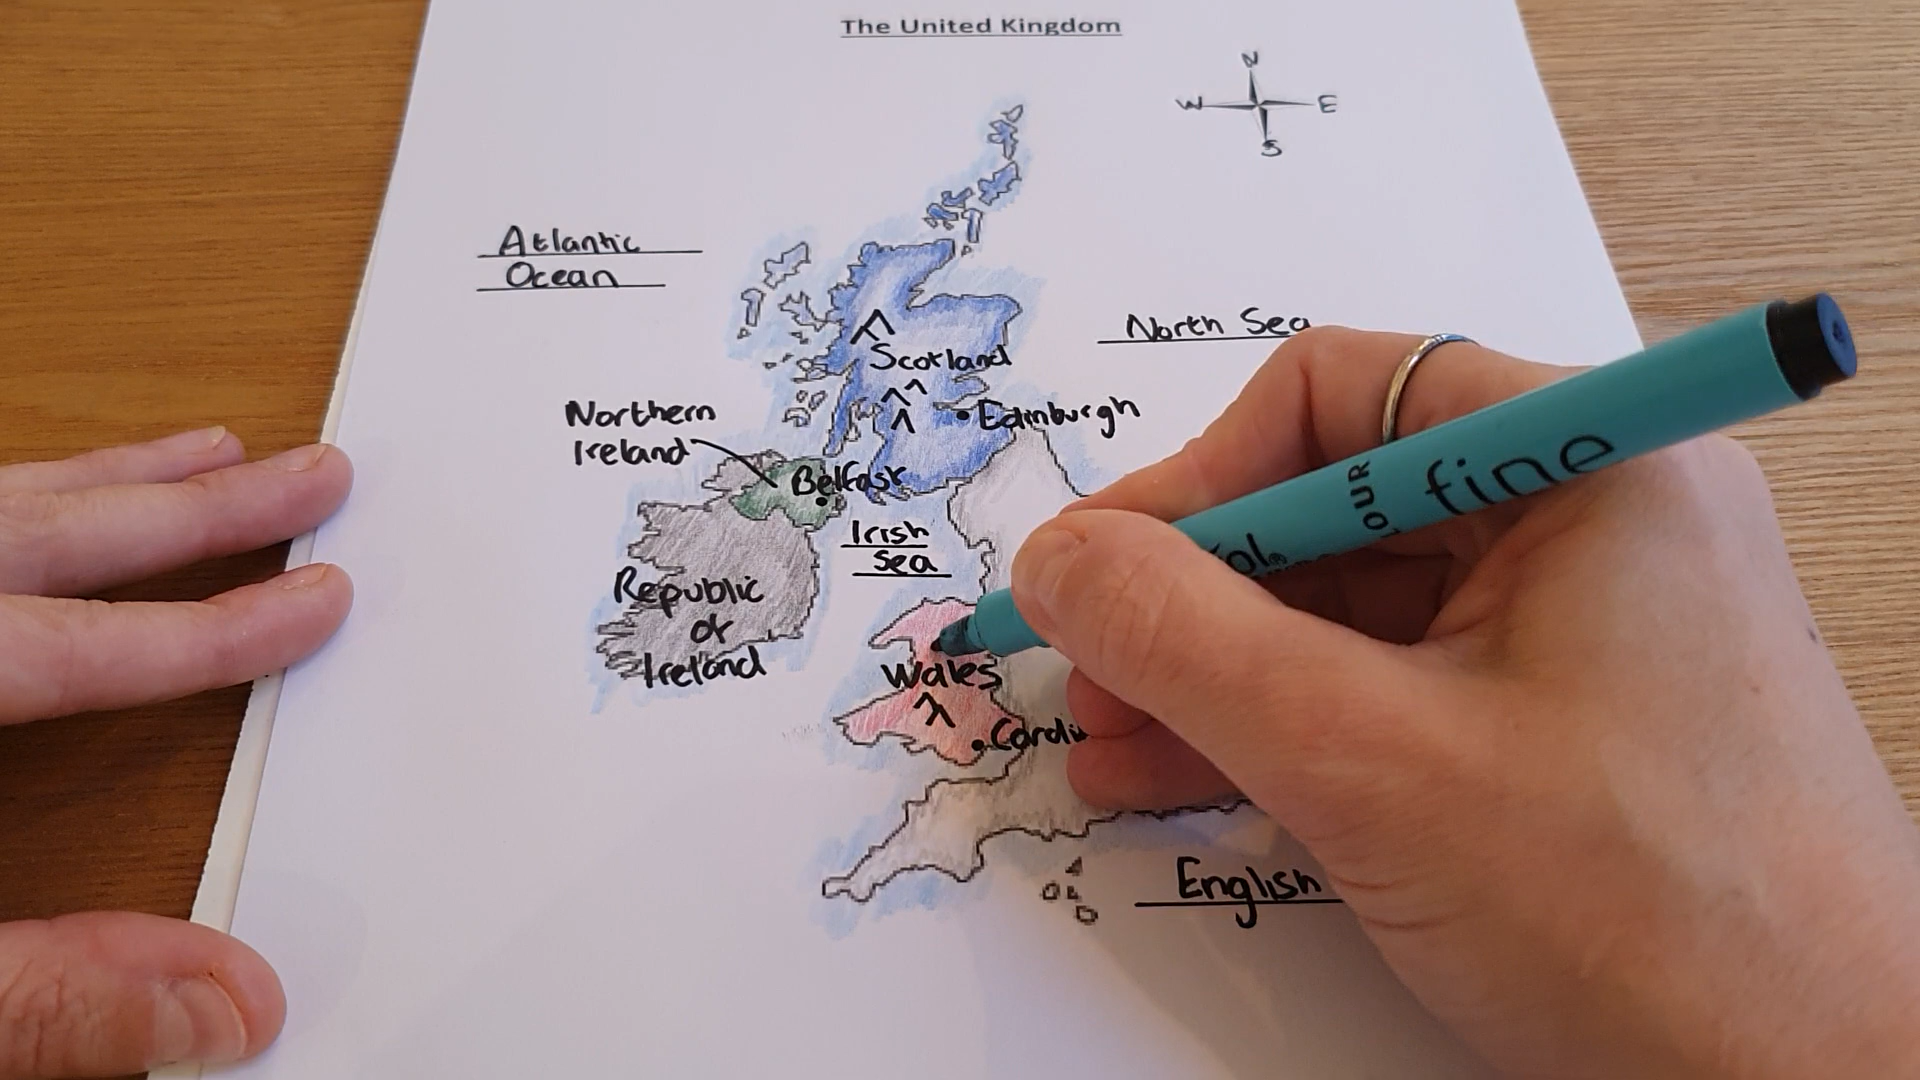 The United Kingdom
N
W E
S
Atlantic
Ocean
North Sea
Scotland
Northern
Ireland
Edinburgh
Belfast
Irish
Sea
Republic
of
Ireland
Wales
English
fine